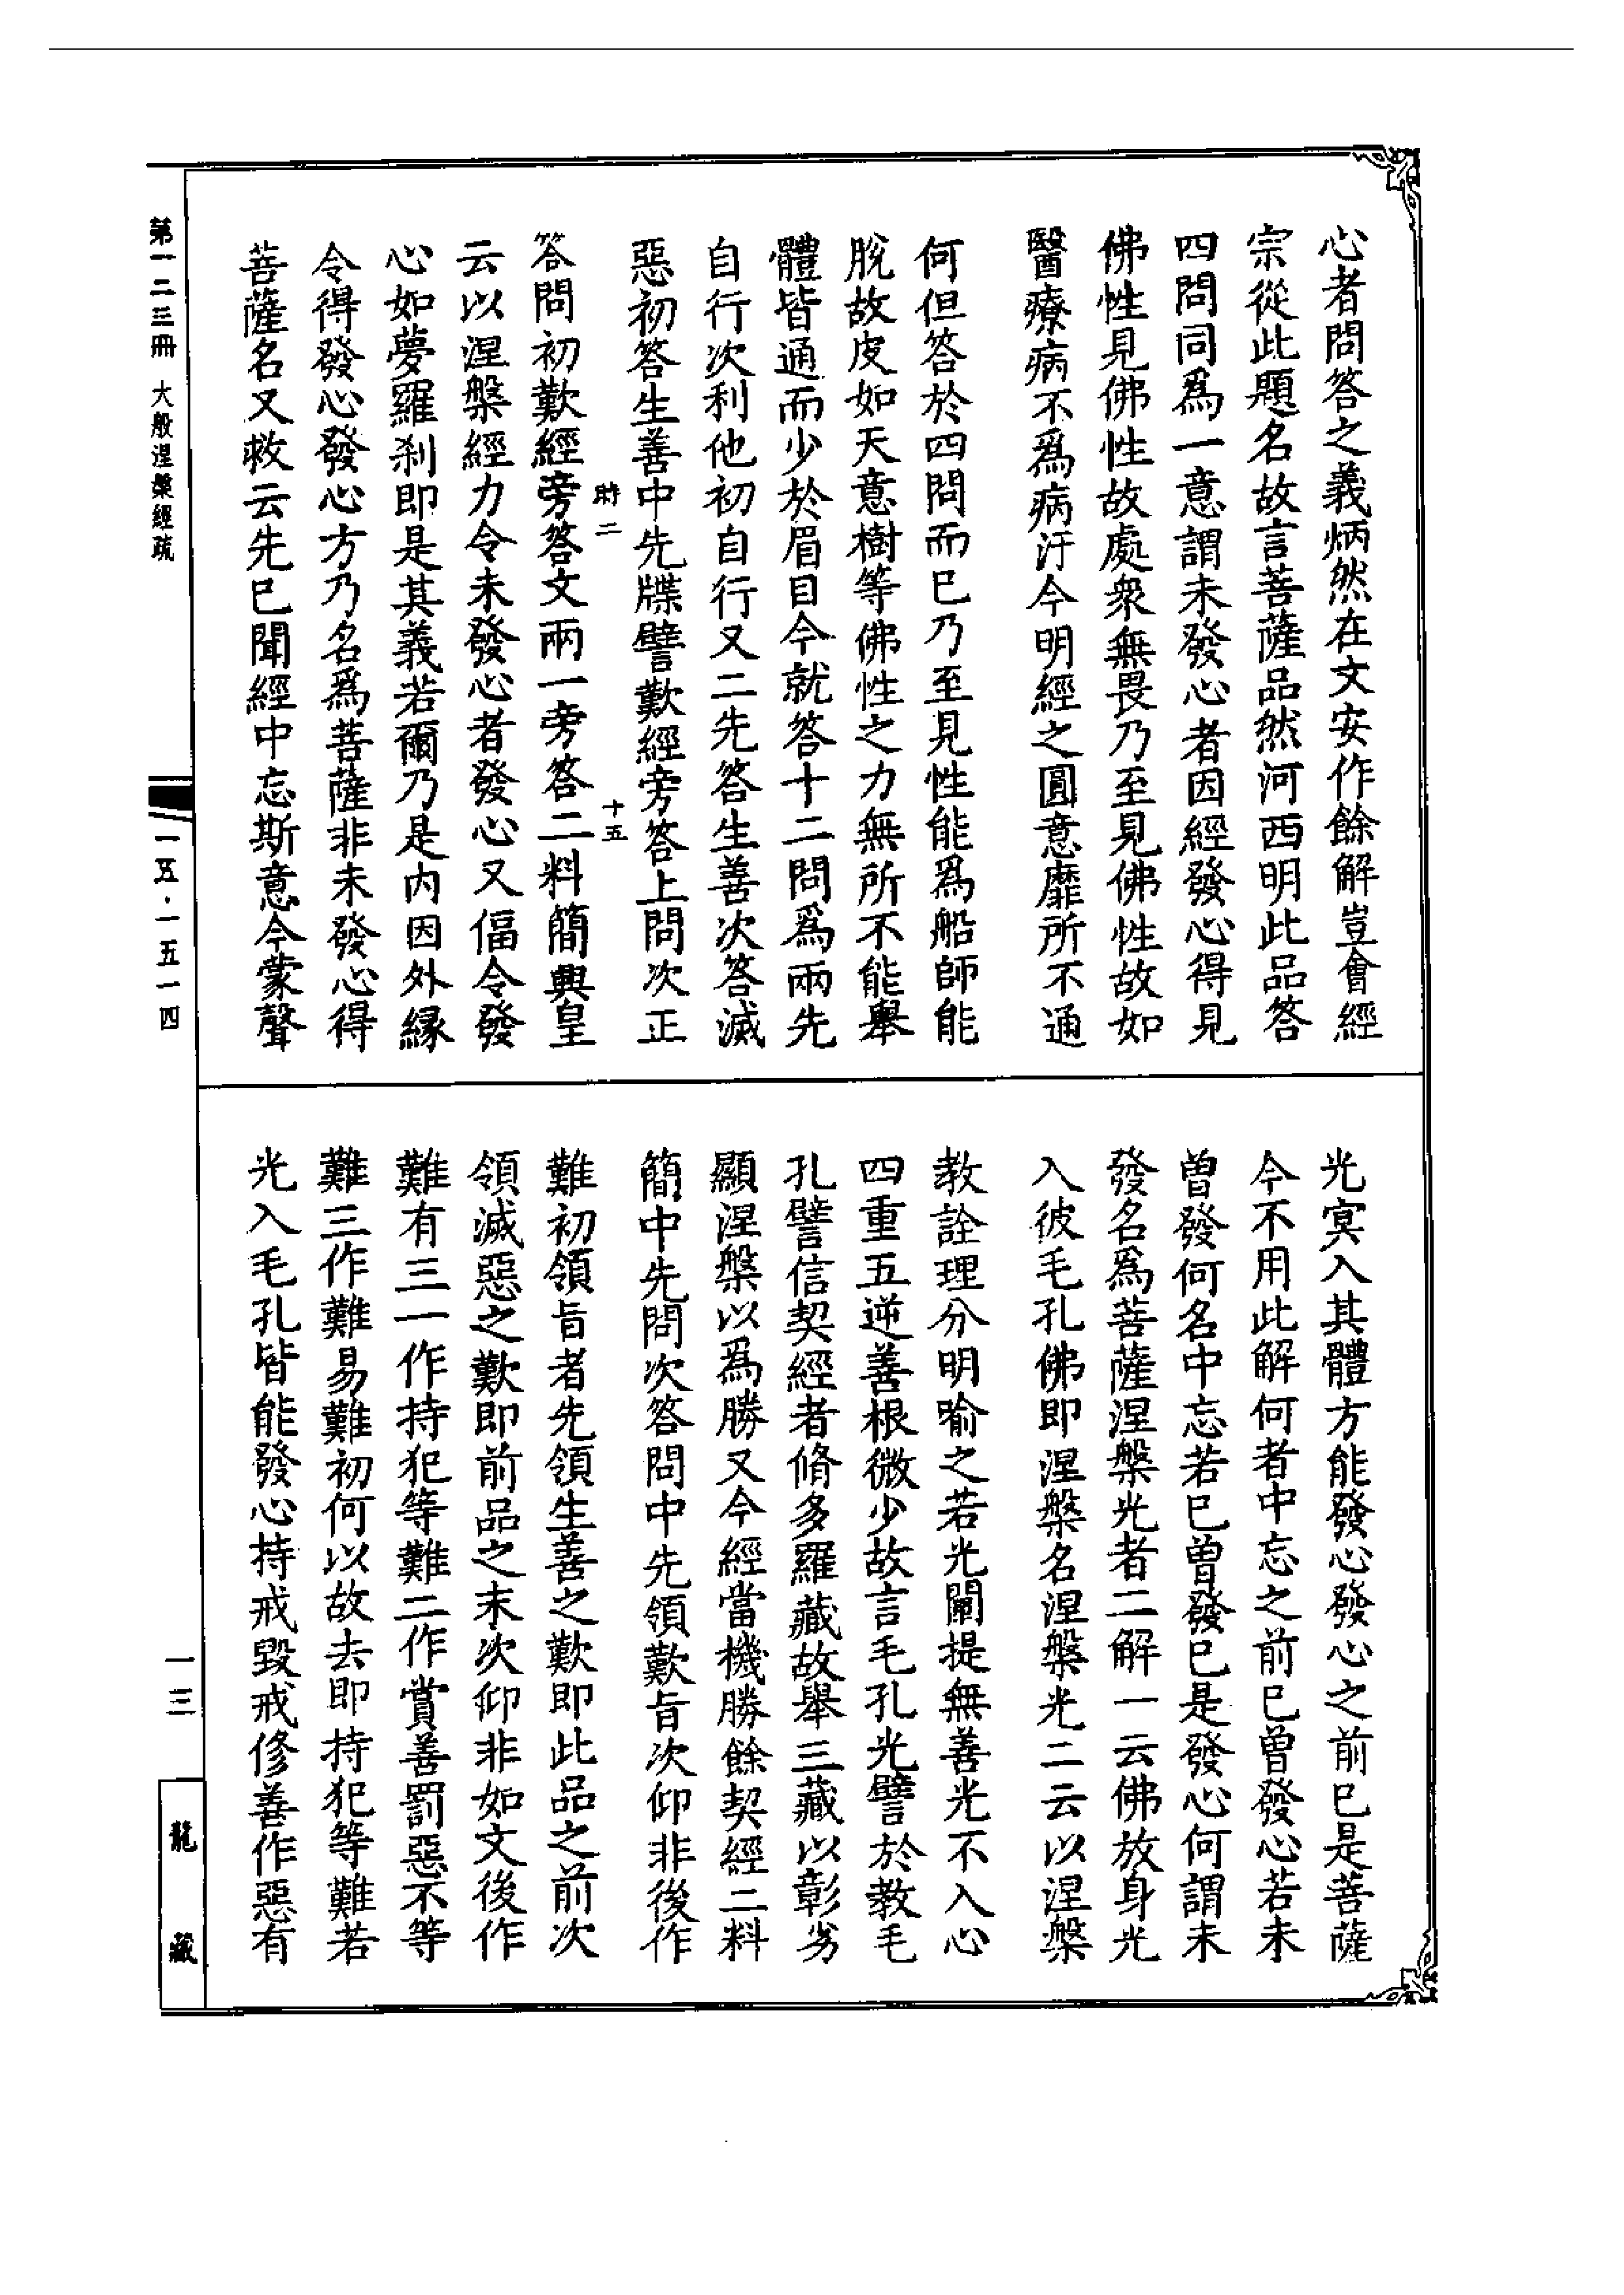 心者問答之義炳然在文安作餘解豈會經
宗從此題名故言菩薩品然河西明此品答
四問同爲一意謂未發心者因經發心得見
佛性見佛性故處衆無畏乃至見佛性故如
醫療病不爲病汙今明經之圓意靡所不通
何但答於四問而已乃至見性能爲船師能
脫故皮如天意樹等佛性之力無所不能舉
體皆通而少於眉目今就答十二問爲兩先
自行次利他初自行又二先答生善次答滅
惡初答生善中先牒譬歎經旁答上問次正
時二
十五
答問初歎經旁答文兩一旁答二料簡興皇
云以涅槃經力令未發心者發心又偪令發
心如夢羅刹即是其義若爾乃是内因外緣
令得發心發心方乃名爲菩薩非未發心得
菩薩名又救云先已聞經中忘斯意今蒙聲
光冥入其體方能發心發心之前已是菩薩
今不用此解何者中忘之前已曾發心若未
曾發何名中忘若已曾發已是發心何謂未
發名爲菩薩涅槃光者二解一云佛放身光
入彼毛孔佛即涅槃名涅槃光二云以涅槃
教詮理分明喻之若光闡提無善光不入心
四重五逆善根微少故言毛孔光譬於教毛
孔譬信契經者脩多羅藏故舉三藏以彰劣
顯涅槃以爲勝又今經當機勝餘契經二料
簡中先問次答問中先領歎旨次仰非後作
難初領旨者先領生善之歎即此品之前次
領滅惡之歎即前品之末次仰非如文後作
難有三一作持犯等難二作賞善罰惡不等
難三作難易難初何以故去即持犯等難若
光入毛孔皆能發心持戒毀戒修善作惡有
第一二三冊 大般涅槃經疏
一五·一五一四
一三
龍藏